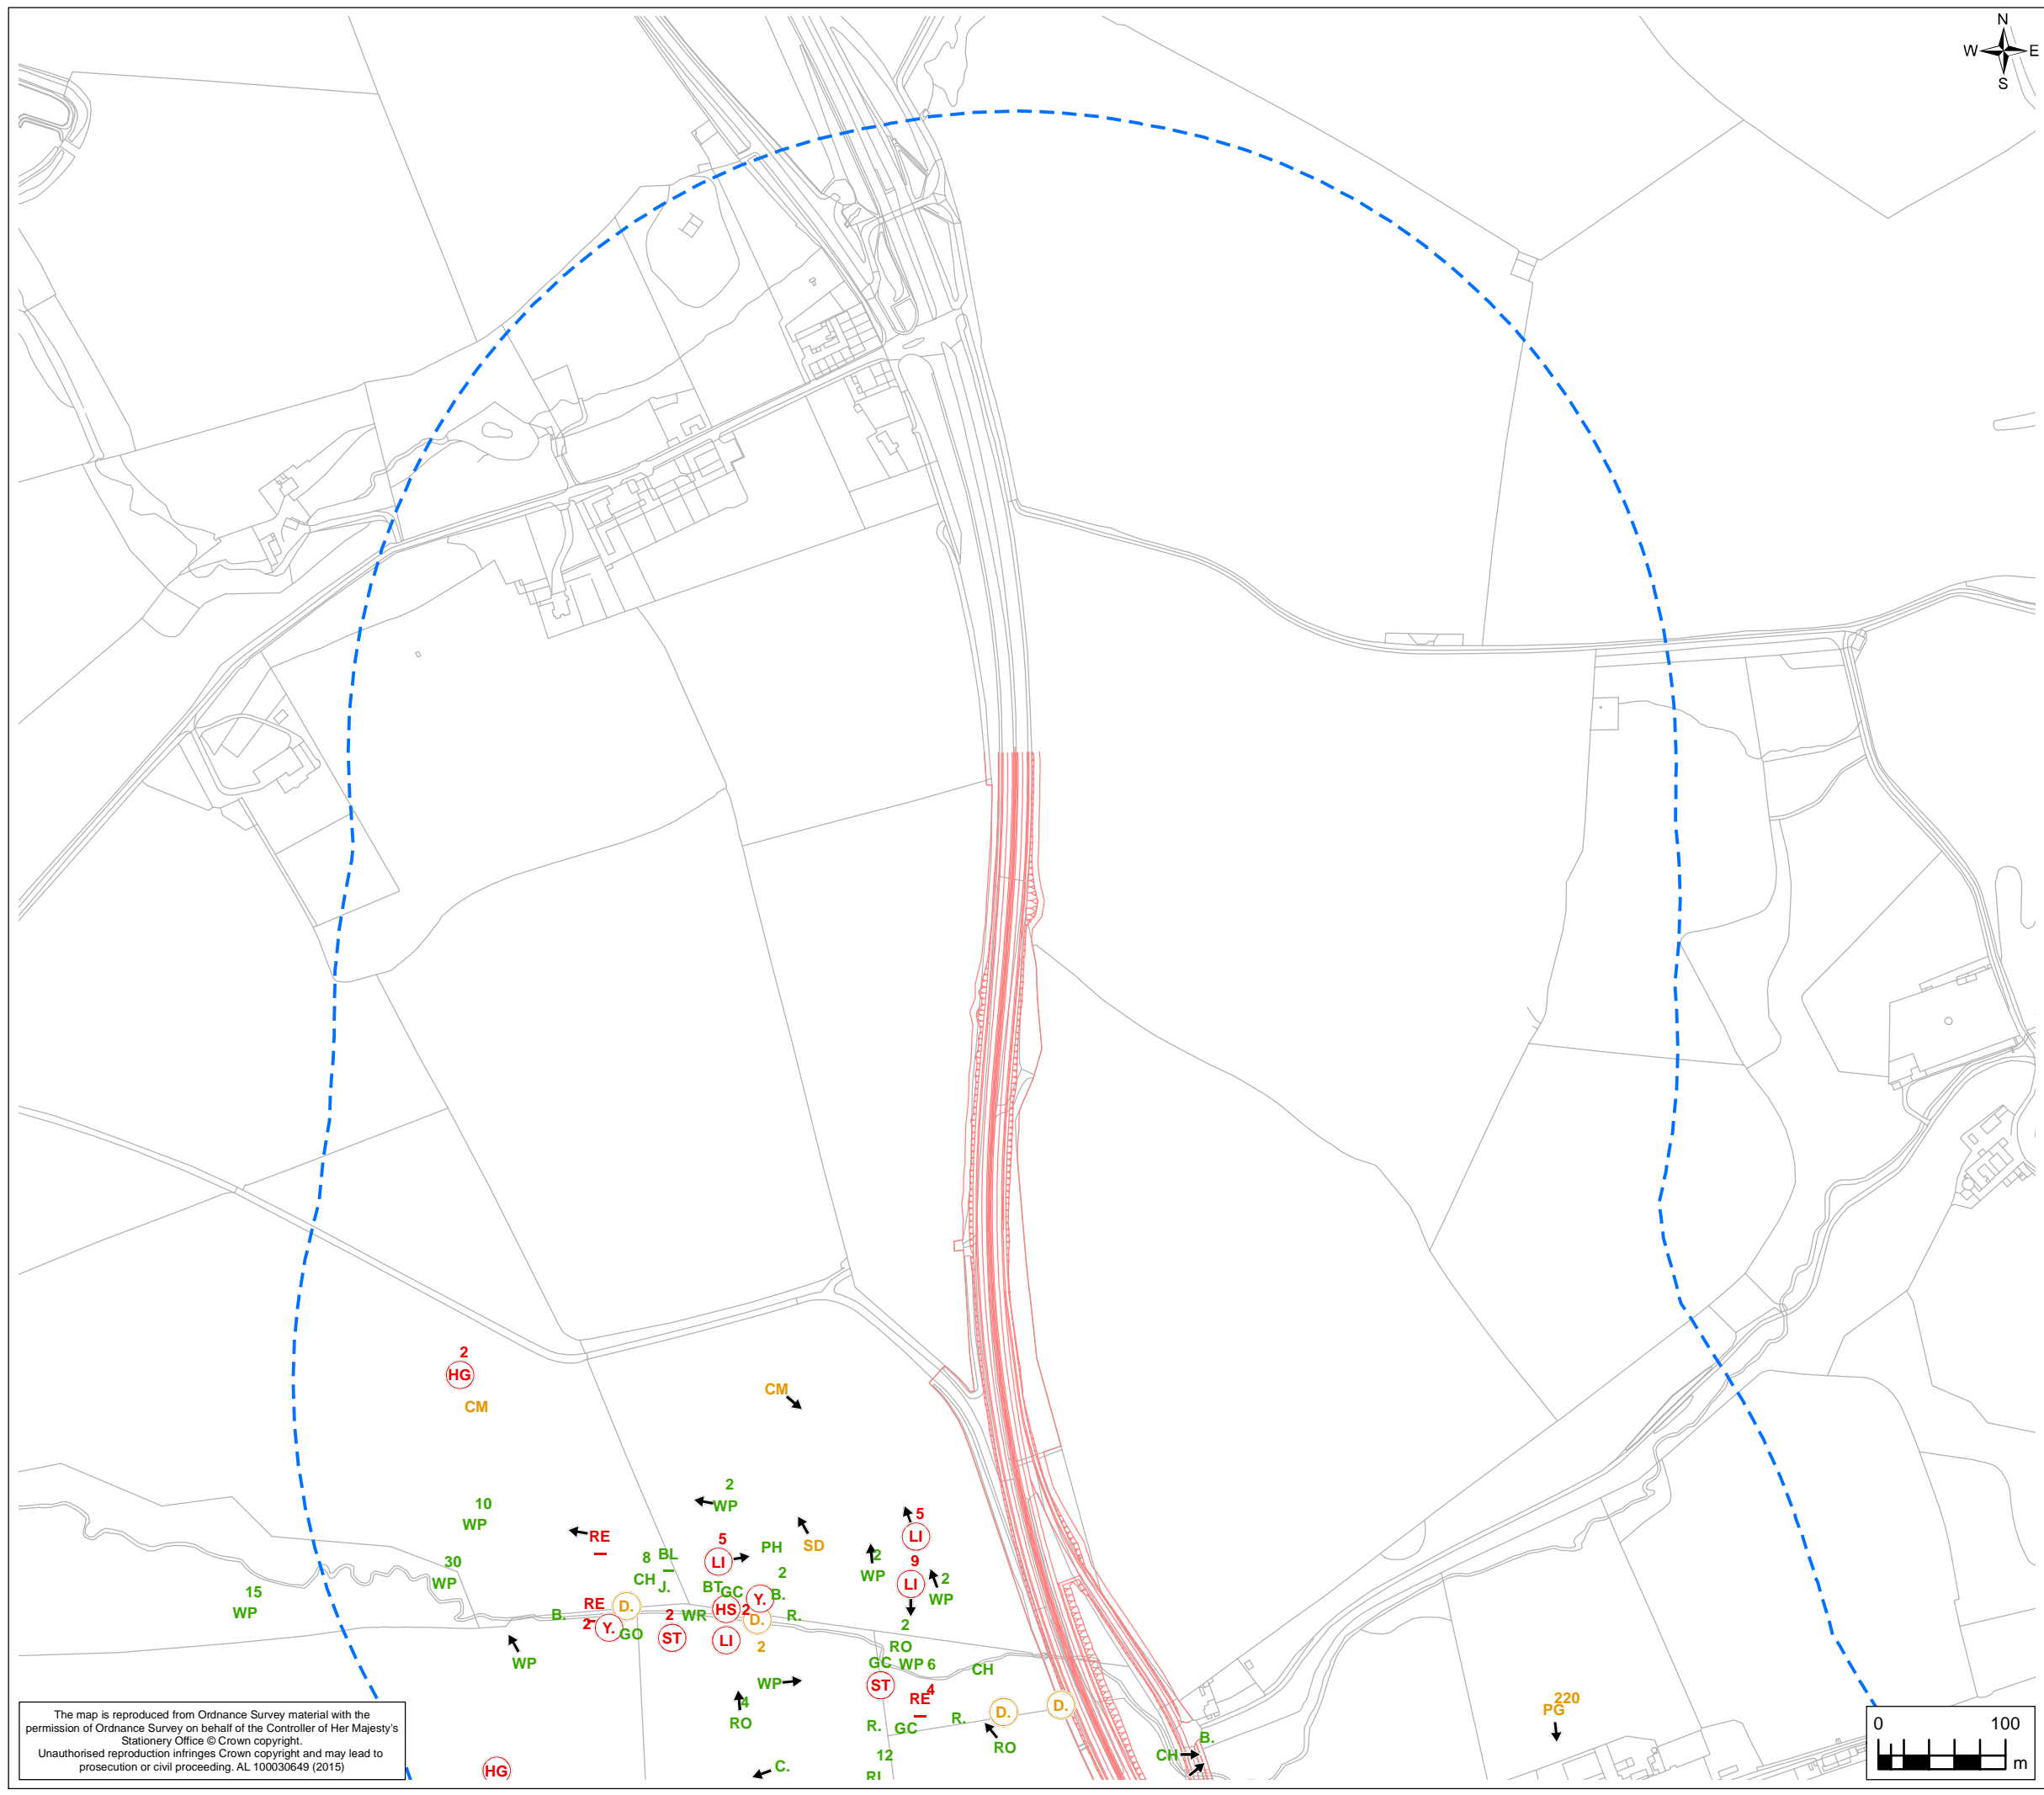 N
W E
S
2
HG
CM
CM
2
WP
10
WP
RE
SD
5
LI
5
LI
PH
BL
8
CH
J.
2
WP
9
LI
2
WP
30
WP
15
WP
BT
GC
2
B.
Y.
RE
D.
HS
2
D.
R.
B.
2
Y.
GO
2
ST
WR
LI
2
2
RO
WP
GC
WP 6
CH
WP
ST
4
RE
4
RO
R.
GC
R.
D.
D.
RO
220
PG
B.
CH
12
RI
C.
HG
The map is reproduced from Ordnance Survey material with the
permission of Ordnance Survey on behalf of the Controller of Her Majesty's
Stationery Office © Crown copyright.
Unauthorised reproduction infringes Crown copyright and may lead to
prosecution or civil proceeding. AL 100030649 (2015)
0 100
m